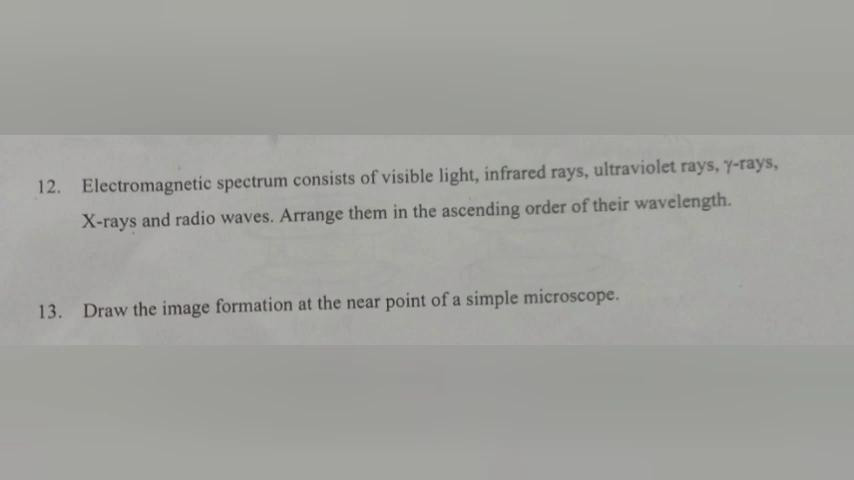 12. Electromagnetic spectrum consists of visible light, infrared rays, ultraviolet rays, γ-rays,
X-rays and radio waves. Arrange them in the ascending order of their wavelength.
13. Draw the image formation at the near point of a simple microscope.